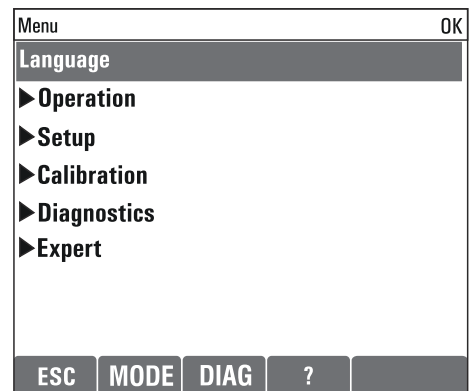 Menu OK
Language
▶Operation
▶Setup
▶Calibration
▶Diagnostics
▶Expert
ESC MODE DIAG ?